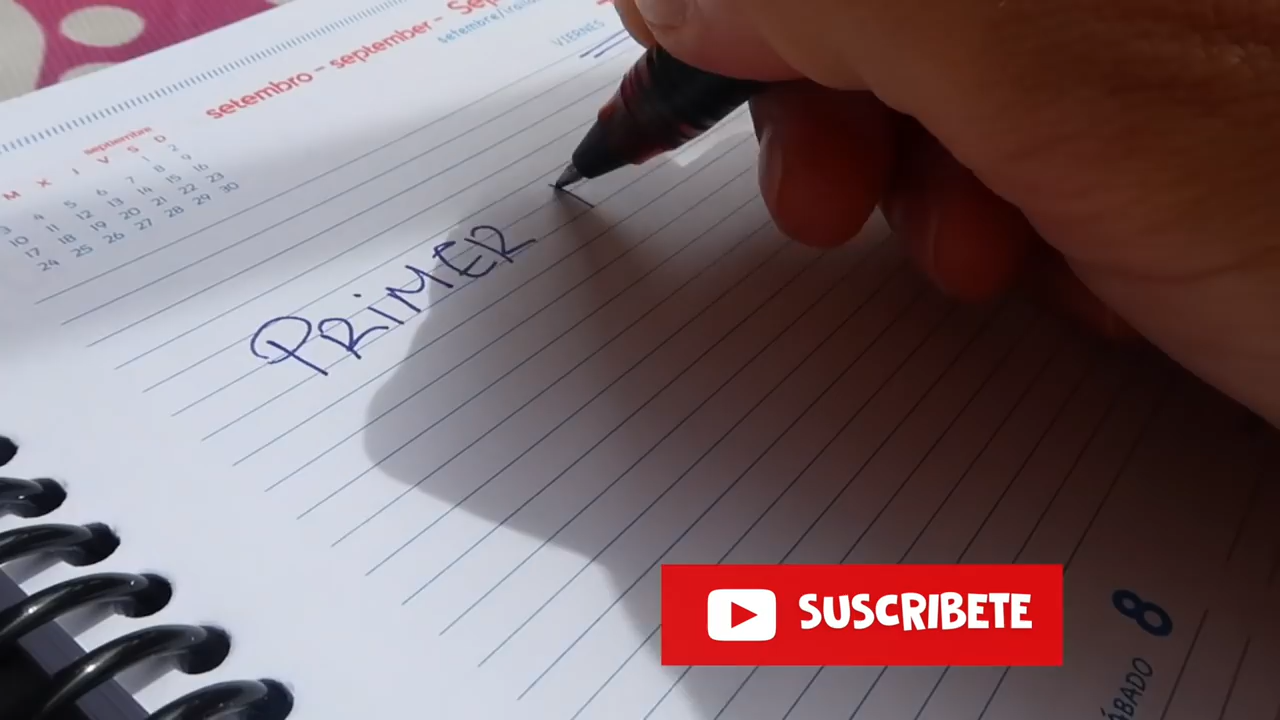 setembro - september - Sep
setembre/iraila
VIERNES
septiembre
M X J V S D
1 2
3 4 5 6 7 8 9
10 11 12 13 14 15 16
17 18 19 20 21 22 23
24 25 26 27 28 29 30
PRiMER
SUSCRIBETE
8
SÁBADO